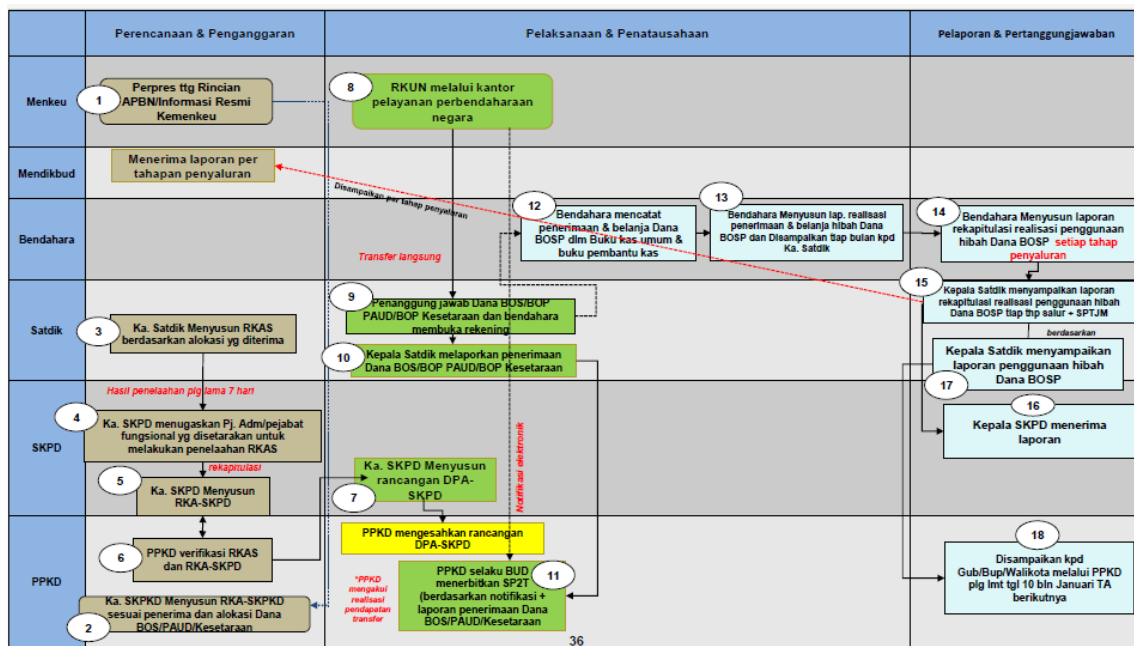 Perencanaan & Penganggaran
Pelaksanaan & Penatausahaan
Pelaporan & Pertanggungjawaban
Menkeu
1
Perpres ttg Rincian
APBN/Informasi Resmi
Kemenkeu
8
RKUN melalui kantor
pelayanan perbendaharaan
negara
Mendikbud
Menerima laporan per
tahapan penyaluran
Disampaikan per tahap penyaluran
Bendahara
12
Bendahara mencatat
penerimaan & belanja Dana
BOSP dlm Buku kas umum &
buku pembantu kas
13
Bendahara Menyusun lap. realisasi
penerimaan & belanja hibah Dana
BOSP dan Disampaikan tiap bulan kpd
Ka. Satdik
14
Bendahara Menyusun laporan
rekapitulasi realisasi penggunaan
hibah Dana BOSP setiap tahap
penyaluran
Transfer langsung
Satdik
3
Ka. Satdik Menyusun RKAS
berdasarkan alokasi yg diterima
9
Penanggung jawab Dana BOS/BOP
PAUD/BOP Kesetaraan dan bendahara
membuka rekening
10
Kepala Satdik melaporkan penerimaan
Dana BOS/BOP PAUD/BOP Kesetaraan
15
Kepala Satdik menyampaikan laporan
rekapitulasi realisasi penggunaan hibah
Dana BOSP tiap thp salur + SPTJM
berdasarkan
Kepala Satdik menyampaikan
laporan penggunaan hibah
Dana BOSP
17
Hasil penelaahan plg lama 7 hari
SKPD
4
Ka. SKPD menugaskan Pj. Adm/pejabat
fungsional yg disetarakan untuk
melakukan penelaahan RKAS
rekapitulasi
5
Ka. SKPD Menyusun
RKA-SKPD
Ka. SKPD Menyusun
rancangan DPA-
SKPD
7
Notifikasi elektronik
16
Kepala SKPD menerima
laporan
PPKD
6
PPKD verifikasi RKAS
dan RKA-SKPD
PPKD mengesahkan rancangan
DPA-SKPD
*PPKD
mengakui
realisasi
pendapatan
transfer
11
PPKD selaku BUD
menerbitkan SP2T
(berdasarkan notifikasi +
laporan penerimaan Dana
BOS/PAUD/Kesetaraan
18
Disampaikan kpd
Gub/Bup/Walikota melalui PPKD
plg lmt tgl 10 bln Januari TA
berikutnya
Ka. SKPKD Menyusun RKA-SKPKD
sesuai penerima dan alokasi Dana
BOS/PAUD/Kesetaraan
2
36